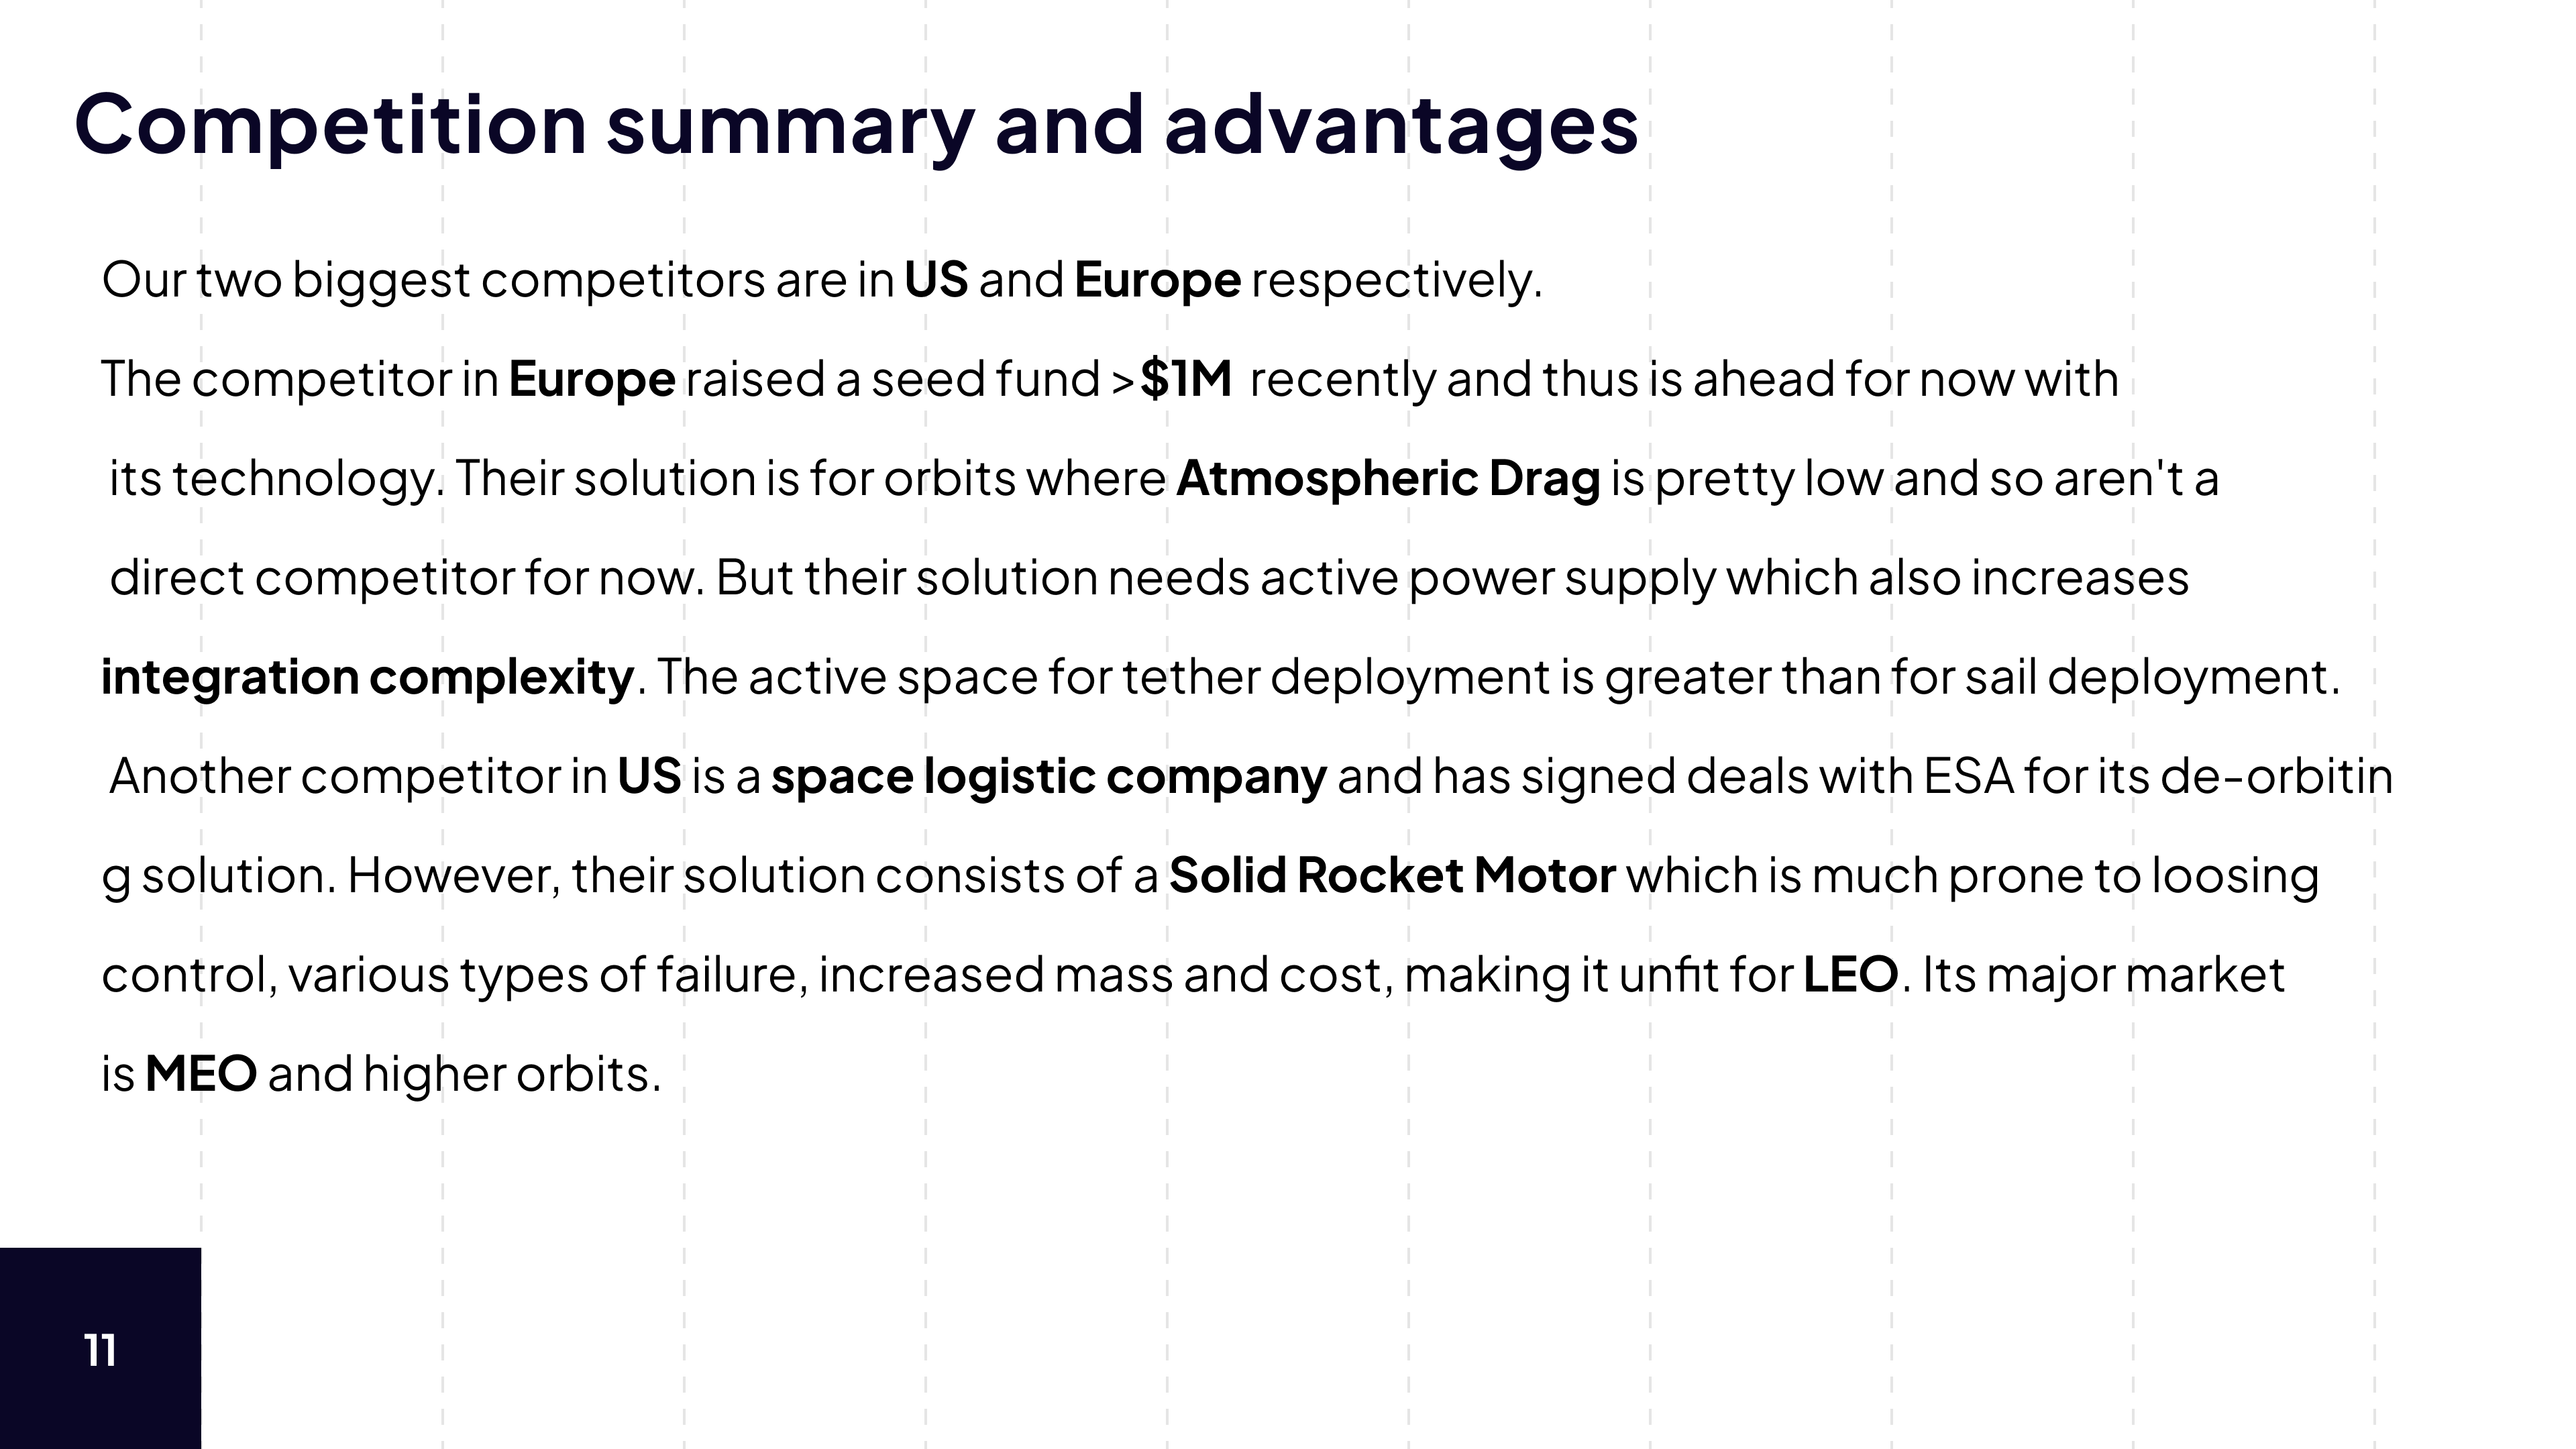 Competition summary and advantages
Our two biggest competitors are in US and Europe respectively.
The competitor in Europe raised a seed fund >$1M recently and thus is ahead for now with
its technology. Their solution is for orbits where Atmospheric Drag is pretty low and so aren't a
direct competitor for now. But their solution needs active power supply which also increases
integration complexity. The active space for tether deployment is greater than for sail deployment.
Another competitor in US is a space logistic company and has signed deals with ESA for its de-orbitin
g solution. However, their solution consists of a Solid Rocket Motor which is much prone to loosing
control, various types of failure, increased mass and cost, making it unfit for LEO. Its major market
is MEO and higher orbits.
11